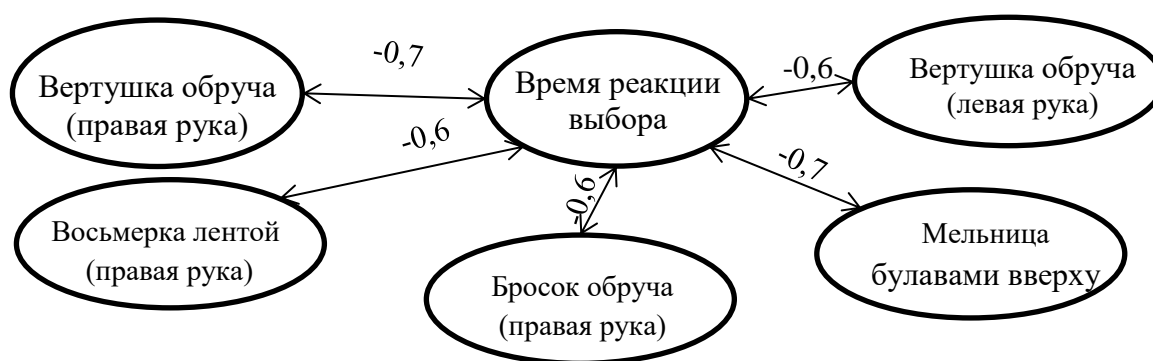 Вертушка обруча
(правая рука)
-0,7
Время реакции
выбора
-0,6
Вертушка обруча
(левая рука)
-0,6
-0,7
Восьмерка лентой
(правая рука)
-0,6
Бросок обруча
(правая рука)
Мельница
булавами вверху